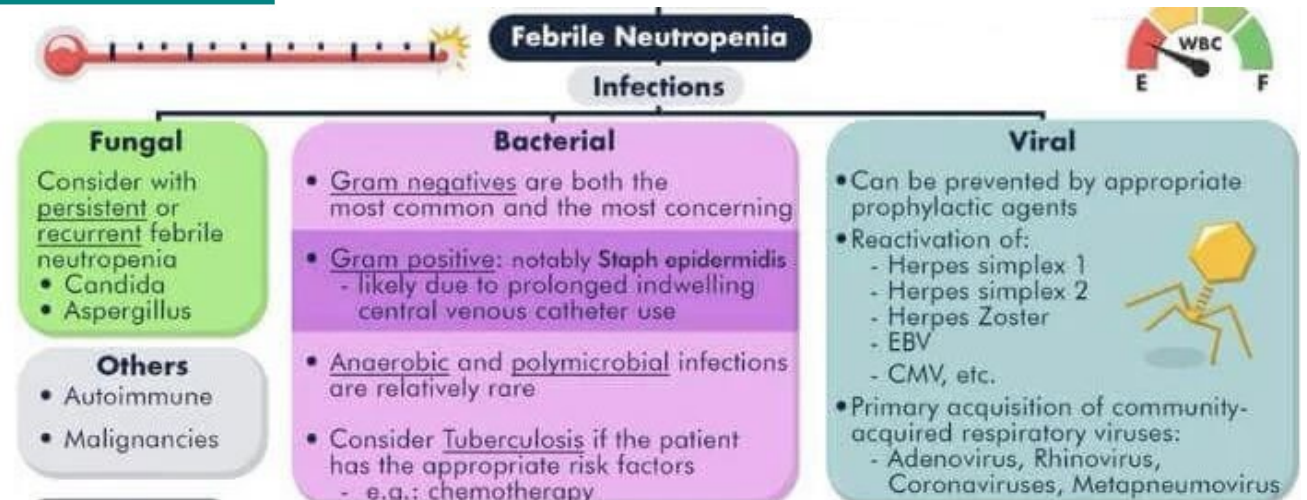 Febrile Neutropenia
Infections
WBC
E
F
Fungal
Consider with
persistent or
recurrent febrile
neutropenia
• Candida
• Aspergillus
Others
• Autoimmune
• Malignancies
Bacterial
• Gram negatives are both the
most common and the most concerning
• Gram positive: notably Staph epidermidis
- likely due to prolonged indwelling
central venous catheter use
• Anaerobic and polymicrobial infections
are relatively rare
• Consider Tuberculosis if the patient
has the appropriate risk factors
- e.g.: chemotherapy
Viral
• Can be prevented by appropriate
prophylactic agents
• Reactivation of:
- Herpes simplex 1
- Herpes simplex 2
- Herpes Zoster
- EBV
- CMV, etc.
• Primary acquisition of community-
acquired respiratory viruses:
- Adenovirus, Rhinovirus,
Coronaviruses, Metapneumovirus